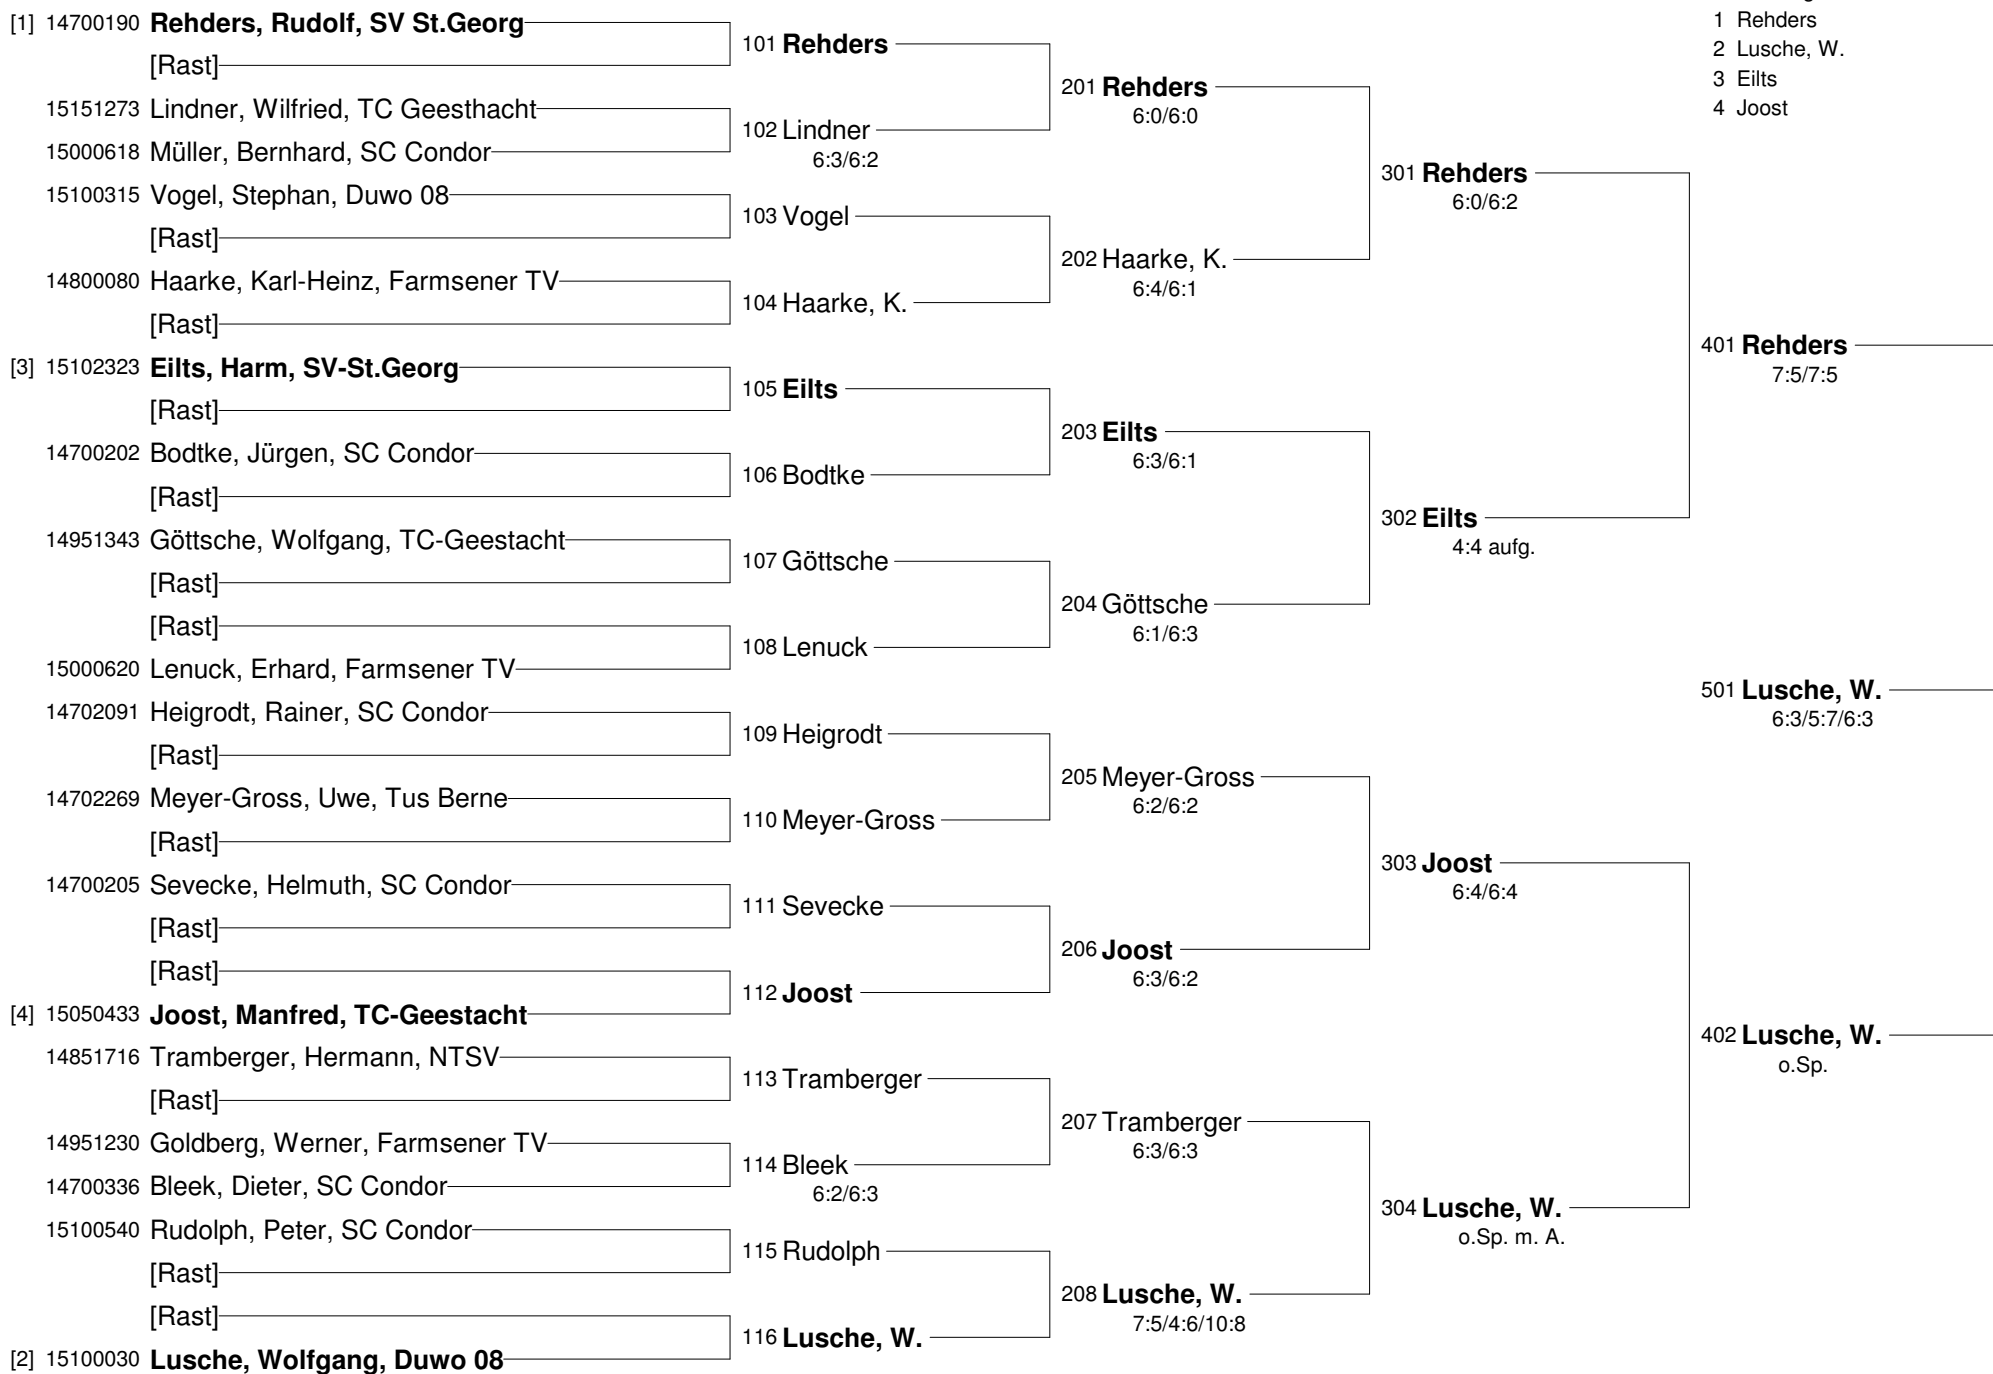 [1] 14700190 Rehders, Rudolf, SV St.Georg
[Rast]
15151273 Lindner, Wilfried, TC Geesthacht
15000618 Müller, Bernhard, SC Condor
15100315 Vogel, Stephan, Duwo 08
[Rast]
14800080 Haarke, Karl-Heinz, Farmsener TV
[Rast]
[3] 15102323 Eilts, Harm, SV-St.Georg
[Rast]
14700202 Bodtke, Jürgen, SC Condor
[Rast]
14951343 Göttsche, Wolfgang, TC-Geestacht
[Rast]
[Rast]
15000620 Lenuck, Erhard, Farmsener TV
14702091 Heigrodt, Rainer, SC Condor
[Rast]
14702269 Meyer-Gross, Uwe, Tus Berne
[Rast]
14700205 Sevecke, Helmuth, SC Condor
[Rast]
[Rast]
[4] 15050433 Joost, Manfred, TC-Geestacht
14851716 Tramberger, Hermann, NTSV
[Rast]
14951230 Goldberg, Werner, Farmsener TV
14700336 Bleek, Dieter, SC Condor
15100540 Rudolph, Peter, SC Condor
[Rast]
[Rast]
[2] 15100030 Lusche, Wolfgang, Duwo 08
101 Rehders
102 Lindner
6:3/6:2
103 Vogel
104 Haarke, K.
105 Eilts
106 Bodtke
107 Göttsche
108 Lenuck
109 Heigrodt
110 Meyer-Gross
111 Sevecke
112 Joost
113 Tramberger
114 Bleek
6:2/6:3
115 Rudolph
116 Lusche, W.
201 Rehders
6:0/6:0
202 Haarke, K.
6:4/6:1
203 Eilts
6:3/6:1
204 Göttsche
6:1/6:3
205 Meyer-Gross
6:2/6:2
206 Joost
6:3/6:2
207 Tramberger
6:3/6:3
208 Lusche, W.
7:5/4:6/10:8
301 Rehders
6:0/6:2
302 Eilts
4:4 aufg.
303 Joost
6:4/6:4
304 Lusche, W.
o.Sp. m. A.
1 Rehders
2 Lusche, W.
3 Eilts
4 Joost
401 Rehders
7:5/7:5
501 Lusche, W.
6:3/5:7/6:3
402 Lusche, W.
o.Sp.